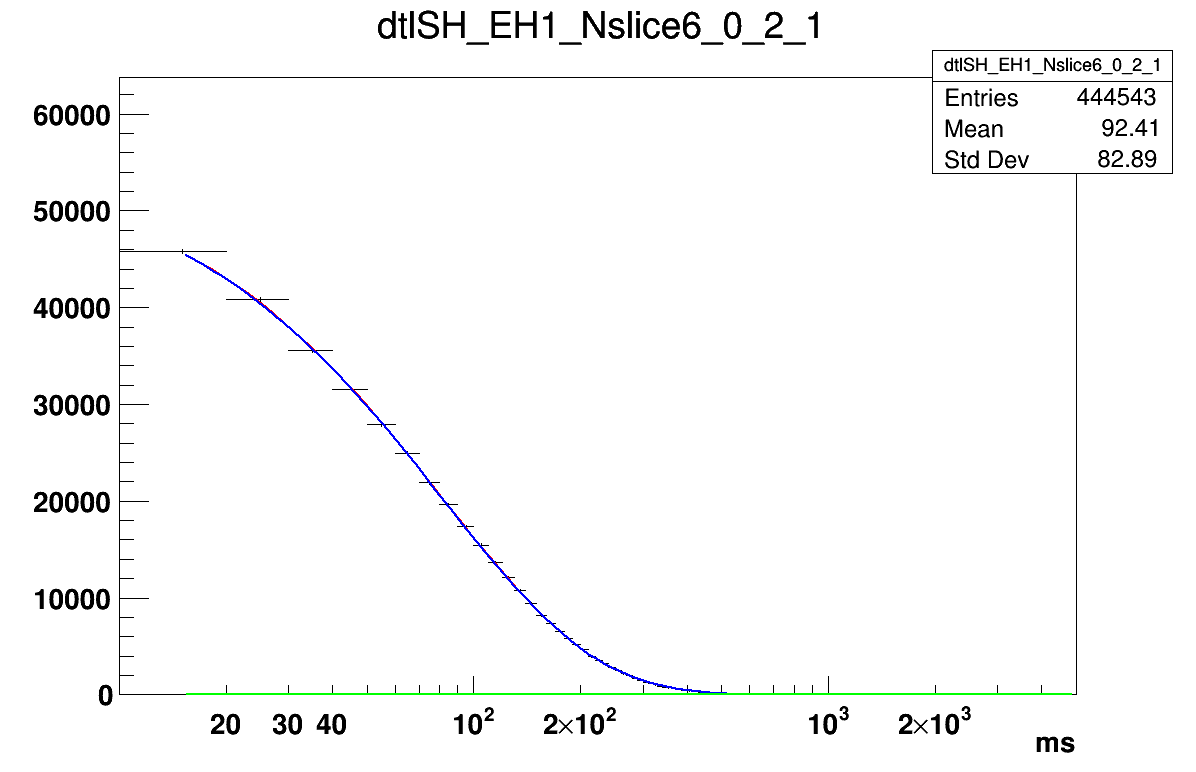 dtlSH_EH1_Nslice6_0_2_1
dtlSH_EH1_Nslice6_0_2_1
Entries 444543
Mean 92.41
Std Dev 82.89
60000
50000
40000
30000
20000
10000
0
20 30 40 10² 2×10² 10³ 2×10³
ms